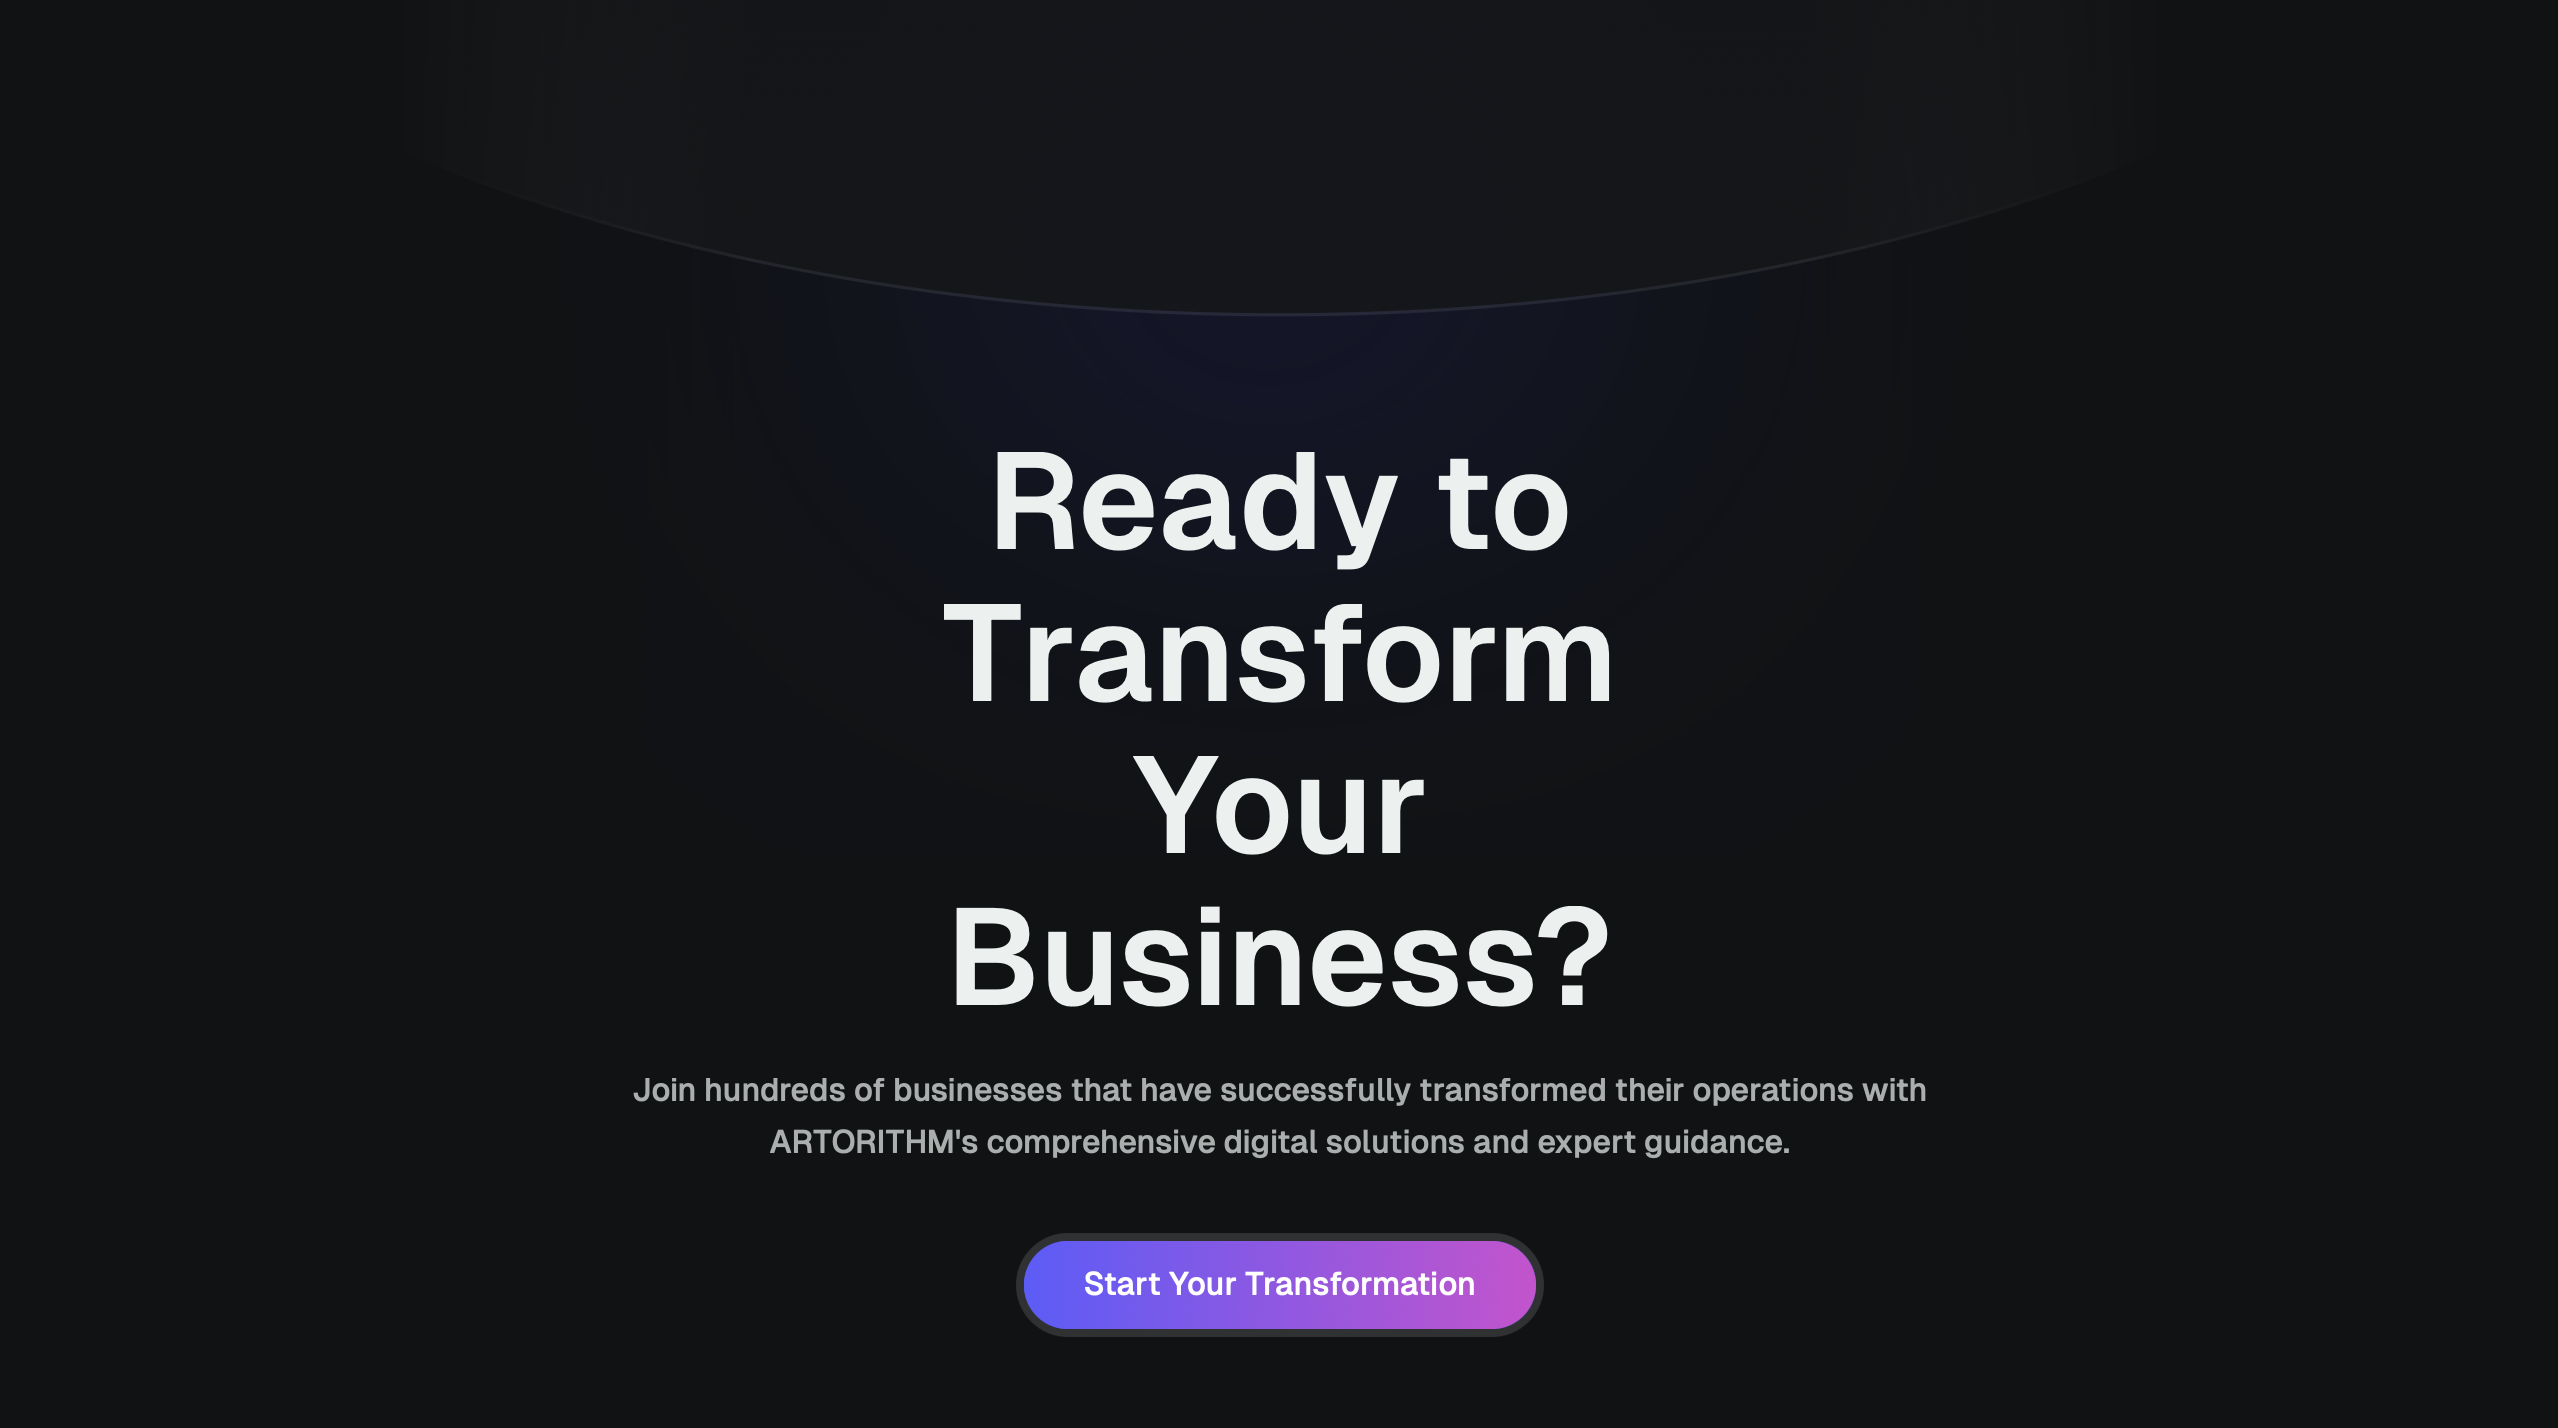 Ready to
Transform
Your
Business?
Join hundreds of businesses that have successfully transformed their operations with
ARTORITHM's comprehensive digital solutions and expert guidance.
Start Your Transformation